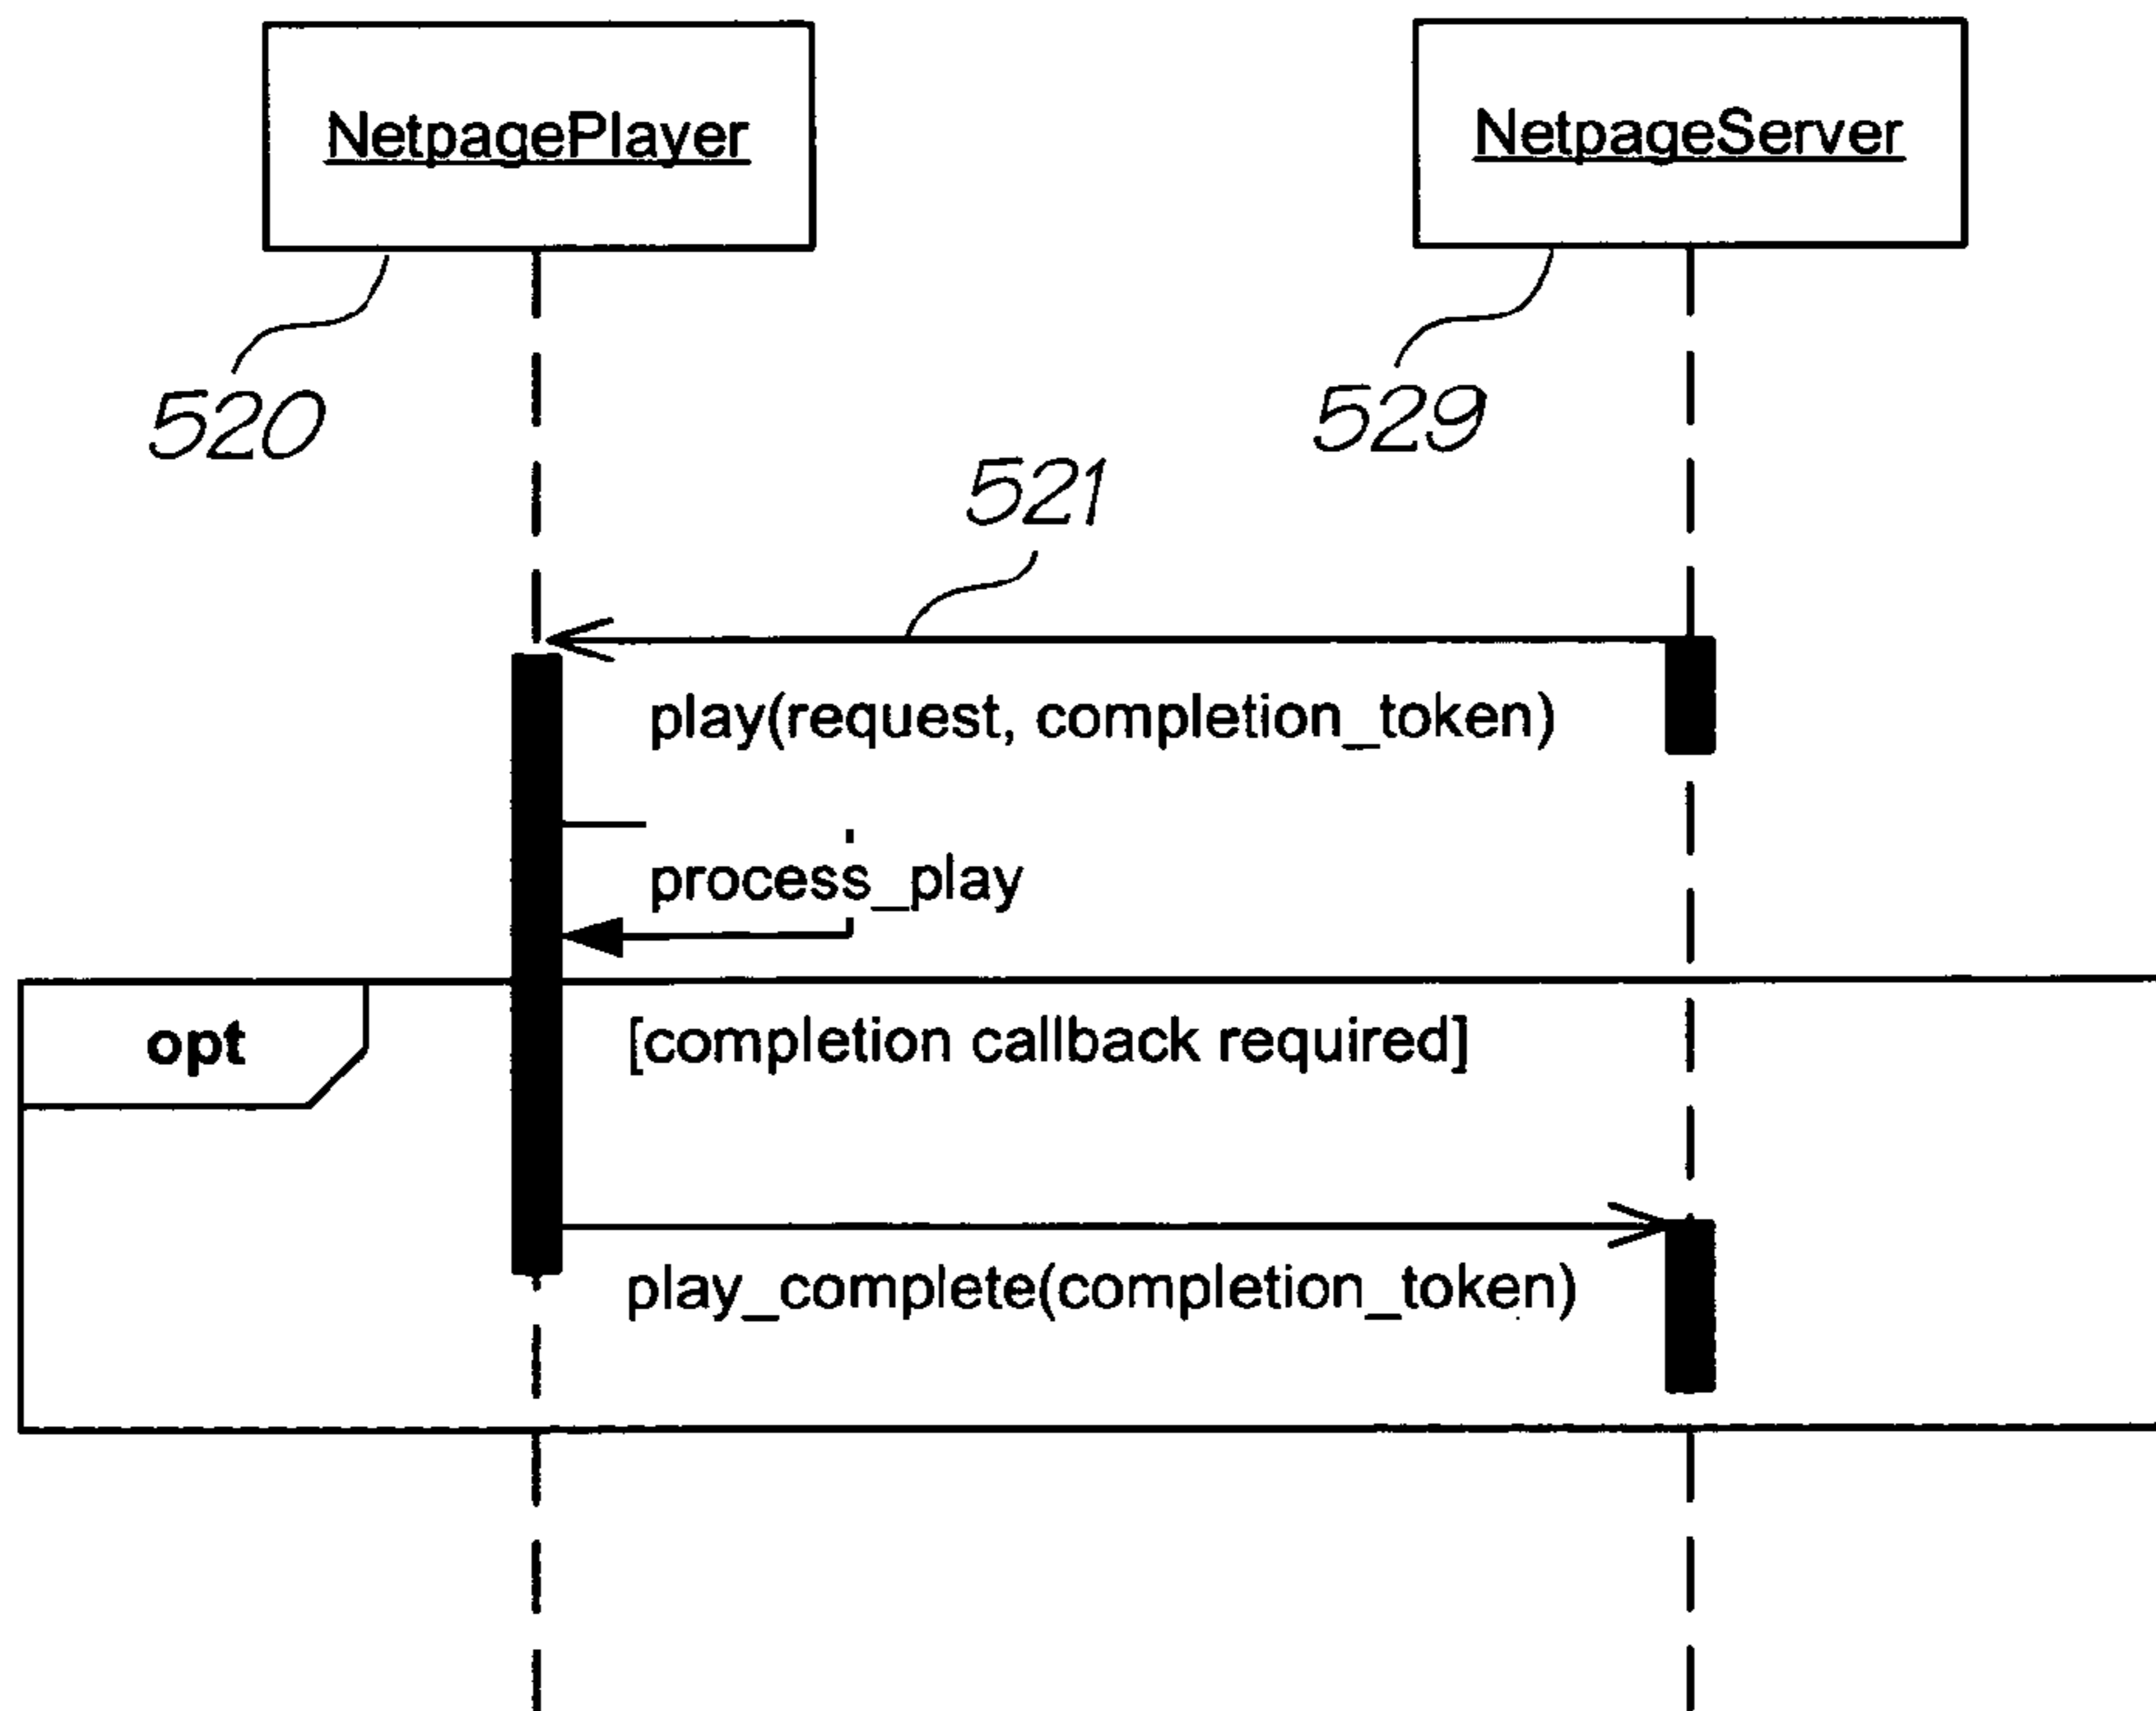 NetpagePlayer
NetpageServer
520
529
521
play(request, completion_token)
process_play
opt
[completion callback required]
play_complete(completion_token)